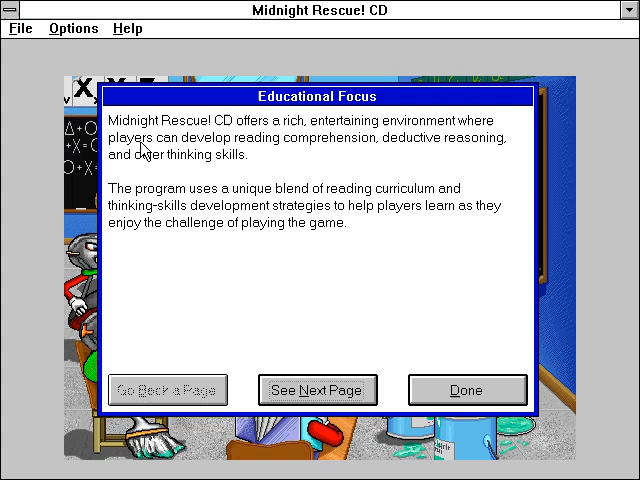 Midnight Rescue! CD
File Options Help
X
Educational Focus
Midnight Rescue! CD offers a rich, entertaining environment where
players can develop reading comprehension, deductive reasoning,
and other thinking skills.
The program uses a unique blend of reading curriculum and
thinking-skills development strategies to help players learn as they
enjoy the challenge of playing the game.
Go Back a Page See Next Page Done